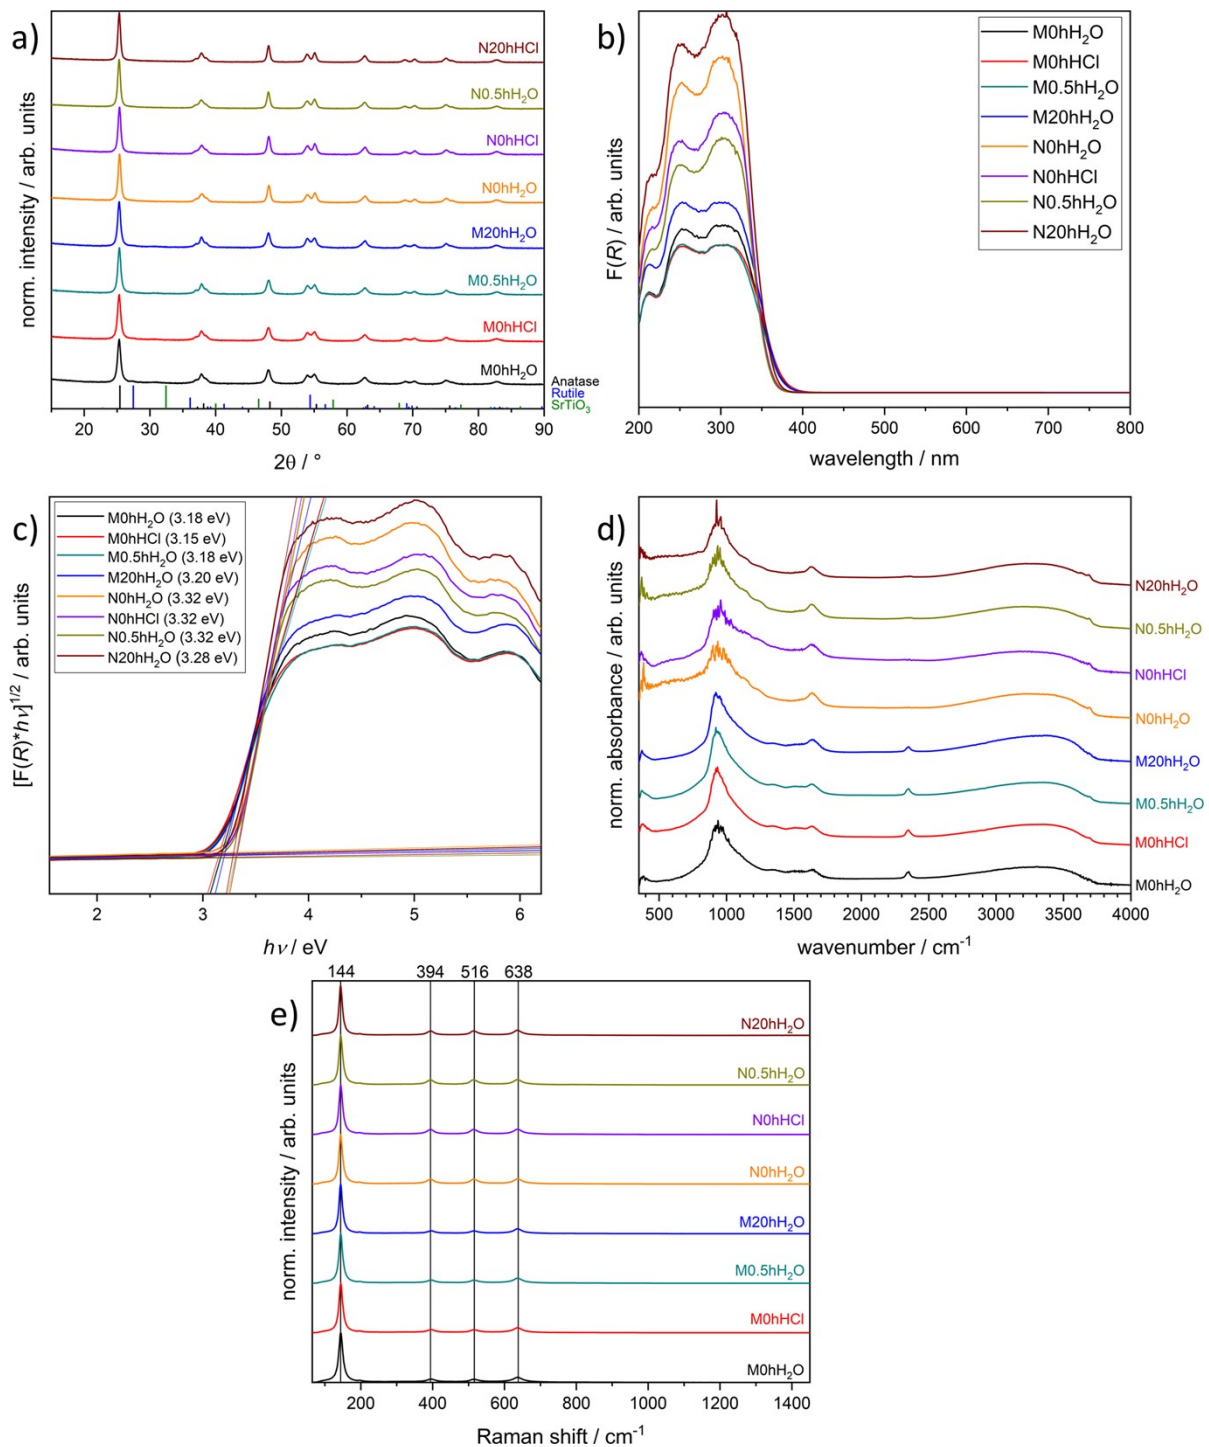 a)
norm. intensity / arb. units
N20hHCl
N0.5hH₂O
N0hHCl
N0hH₂O
M20hH₂O
M0.5hH₂O
M0hHCl
M0hH₂O
Anatase
Rutile
SrTiO₃
20 30 40 50 60 70 80 90
2θ / °
b)
F(R) / arb. units
M0hH₂O
M0hHCl
M0.5hH₂O
M20hH₂O
N0hH₂O
N0hHCl
N0.5hH₂O
N20hH₂O
200 300 400 500 600 700 800
wavelength / nm
c)
[F(R)*hν]^1/2 / arb. units
M0hH₂O (3.18 eV)
M0hHCl (3.15 eV)
M0.5hH₂O (3.18 eV)
M20hH₂O (3.20 eV)
N0hH₂O (3.32 eV)
N0hHCl (3.32 eV)
N0.5hH₂O (3.32 eV)
N20hH₂O (3.28 eV)
2 3 4 5 6
hν / eV
d)
norm. absorbance / arb. units
N20hH₂O
N0.5hH₂O
N0hHCl
N0hH₂O
M20hH₂O
M0.5hH₂O
M0hHCl
M0hH₂O
500 1000 1500 2000 2500 3000 3500 4000
wavenumber / cm⁻¹
144 394 516 638
e)
norm. intensity / arb. units
N20hH₂O
N0.5hH₂O
N0hHCl
N0hH₂O
M20hH₂O
M0.5hH₂O
M0hHCl
M0hH₂O
200 400 600 800 1000 1200 1400
Raman shift / cm⁻¹